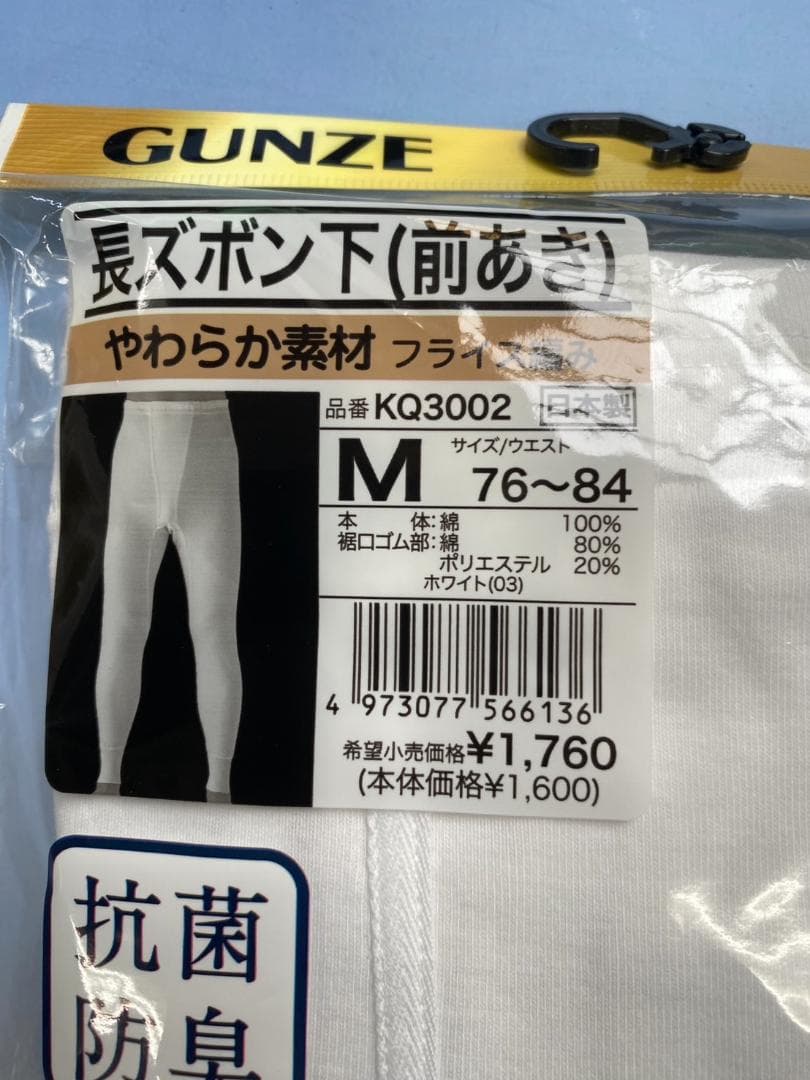 GUNZE
長ズボン下(前あき)
やわらか素材 フライス編み
品番 KQ3002 日本製
サイズ/ウエスト
M 76〜84
本 体:綿 100%
裾口ゴム部:綿 80%
ポリエステル 20%
ホワイト(03)
4 973077 566136
希望小売価格¥1,760
(本体価格¥1,600)
抗菌
防臭